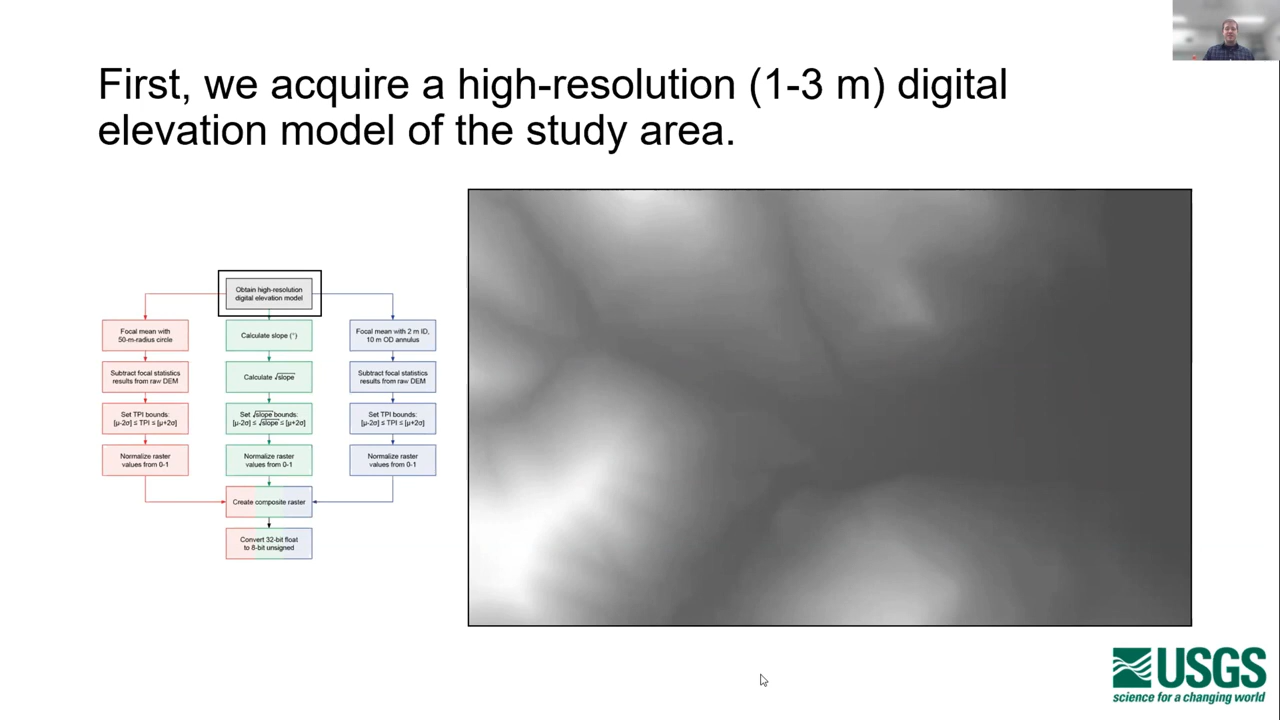 First, we acquire a high-resolution (1-3 m) digital
elevation model of the study area.
Obtain high-resolution
digital elevation model
Focal mean with
50-m-radius circle
Subtract focal statistics
results from raw DEM
Set TPI bounds:
[μ-2σ] ≤ TPI ≤ [μ+2σ]
Normalize raster
values from 0-1
Calculate slope (°)
Calculate √slope
Set √slope bounds:
[μ-2σ] ≤ √slope ≤ [μ+2σ]
Normalize raster
values from 0-1
Focal mean with 2 m ID,
10 m OD annulus
Subtract focal statistics
results from raw DEM
Set TPI bounds:
[μ-2σ] ≤ TPI ≤ [μ+2σ]
Normalize raster
values from 0-1
Create composite raster
Convert 32-bit float
to 8-bit unsigned
USGS
science for a changing world